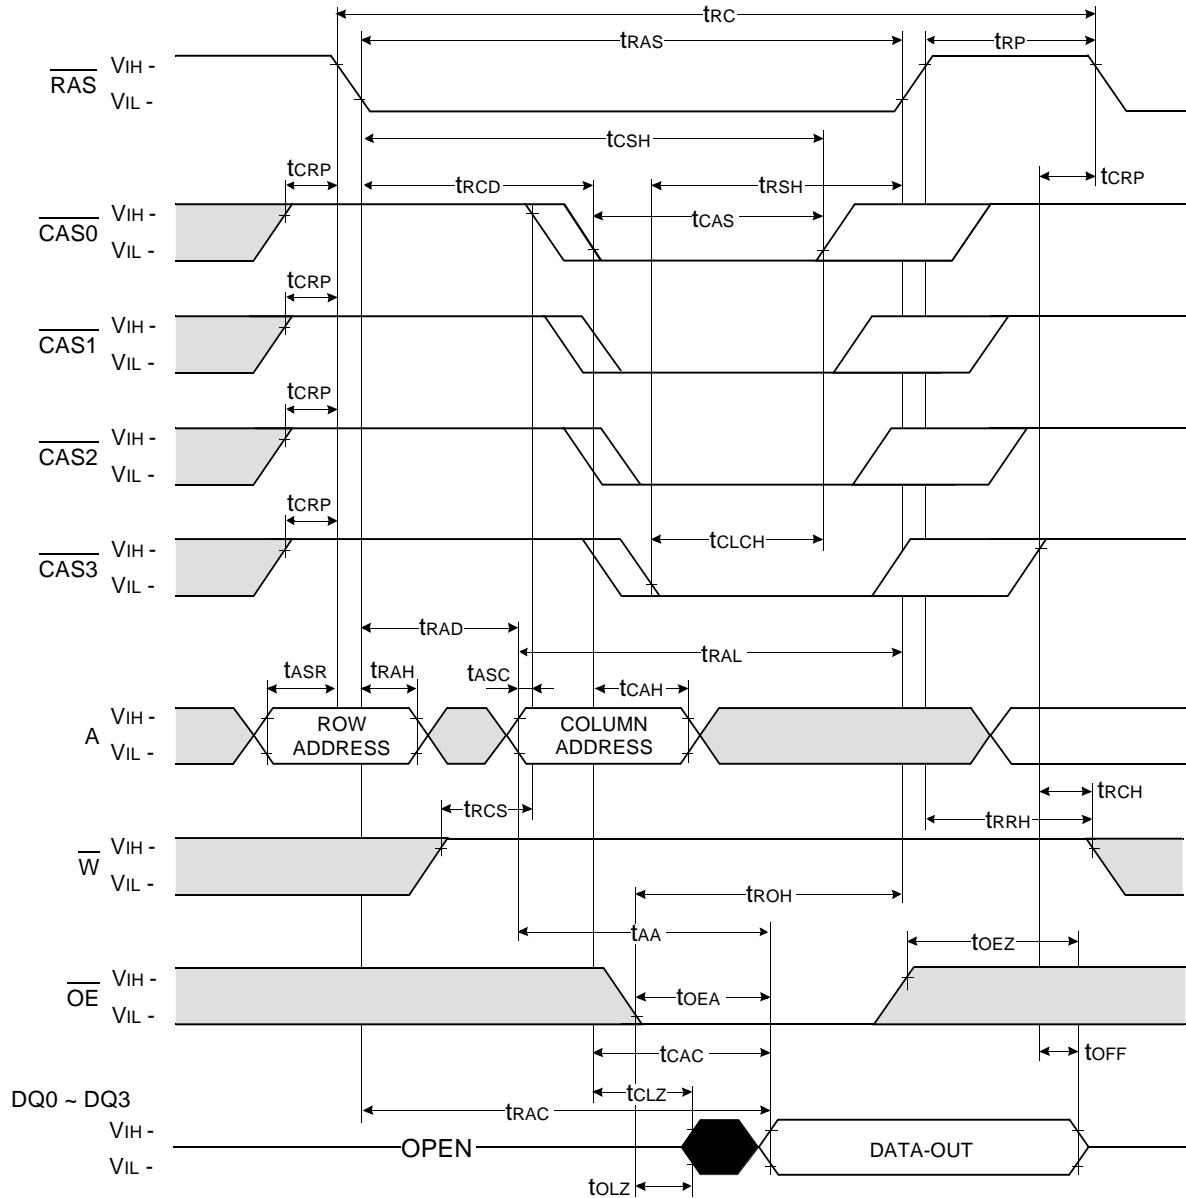 tRC
tRAS
tRP
RAS
VIH -
VIL -
tCSH
tCRP
tRCD
tRSH
tCRP
CAS0
VIH -
VIL -
tCAS
tCRP
CAS1
VIH -
VIL -
tCRP
CAS2
VIH -
VIL -
tCRP
tCLCH
CAS3
VIH -
VIL -
tRAD
tRAL
tASR
tRAH
tASC
tCAH
A
VIH -
VIL -
ROW
ADDRESS
COLUMN
ADDRESS
tRCS
tRCH
tRRH
W
VIH -
VIL -
tROH
tAA
tOEZ
OE
VIH -
VIL -
tOEA
tCAC
tOFF
tCLZ
DQ0 ~ DQ3
tRAC
VIH -
VIL -
OPEN
DATA-OUT
tOLZ